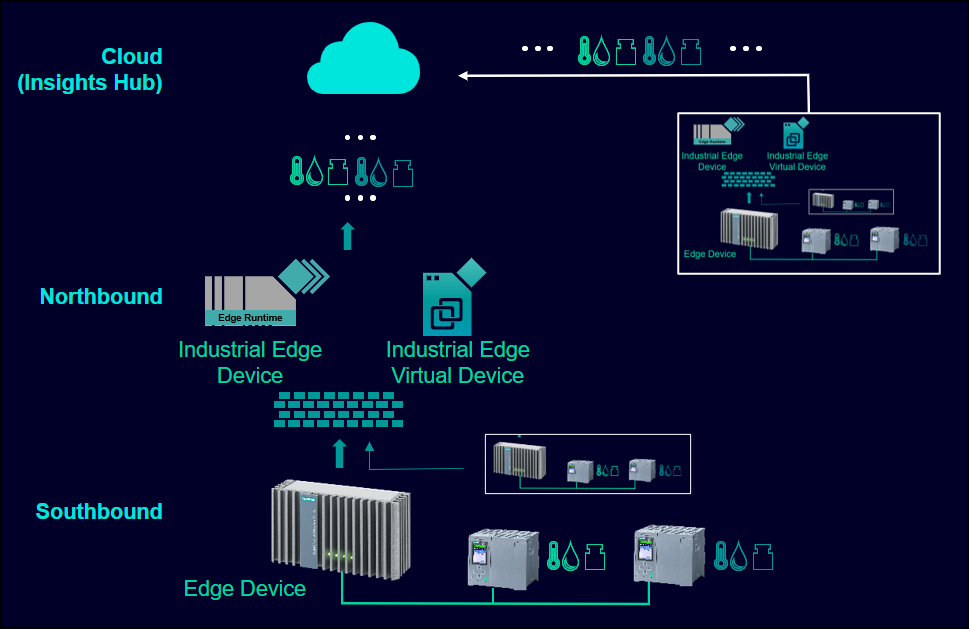 Cloud
(Insights Hub)
Edge Runtime
Industrial Edge
Device
Industrial Edge
Virtual Device
Edge Device
Northbound
Edge Runtime
Industrial Edge
Device
Industrial Edge
Virtual Device
Southbound
Edge Device